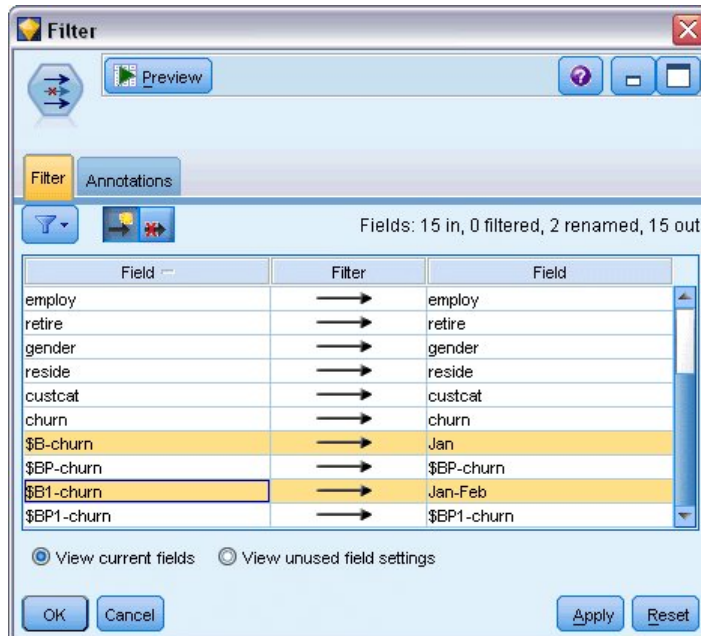 Filter
Preview
Filter Annotations
Fields: 15 in, 0 filtered, 2 renamed, 15 out
Field Filter Field
employ employ
retire retire
gender gender
reside reside
custcat custcat
churn churn
$B-churn Jan
$BP-churn $BP-churn
$B1-churn Jan-Feb
$BP1-churn $BP1-churn
View current fields View unused field settings
OK Cancel Apply Reset